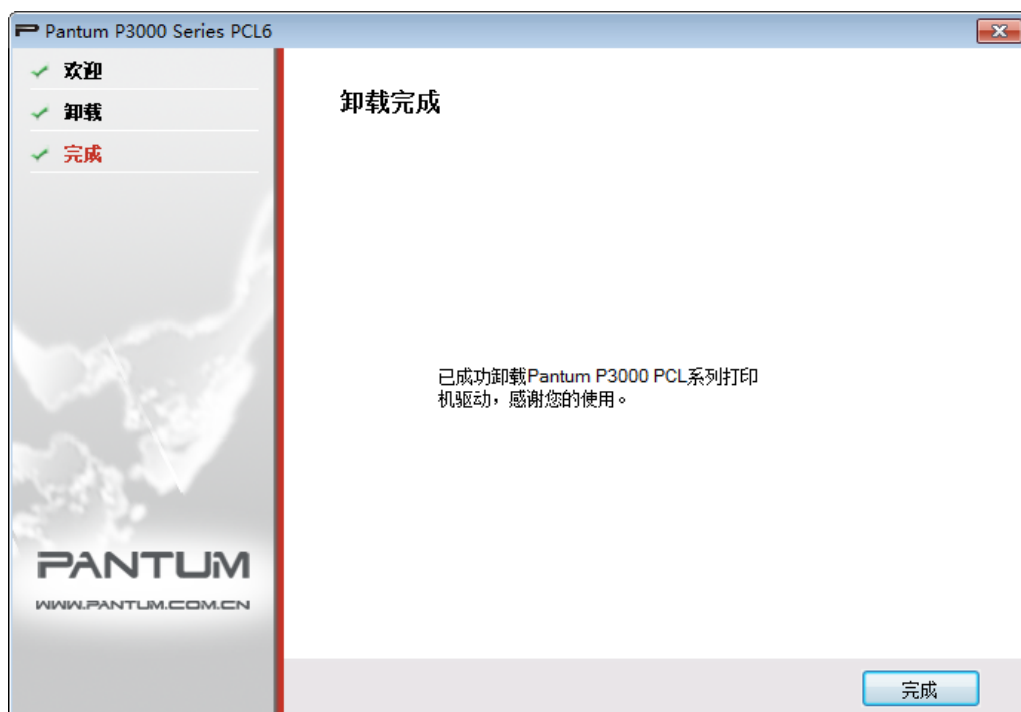 Pantum P3000 Series PCL6
欢迎
卸载
完成
卸载完成
已成功卸载Pantum P3000 PCL系列打印
机驱动，感谢您的使用。
PANTUM
WWW.PANTUM.COM.CN
完成